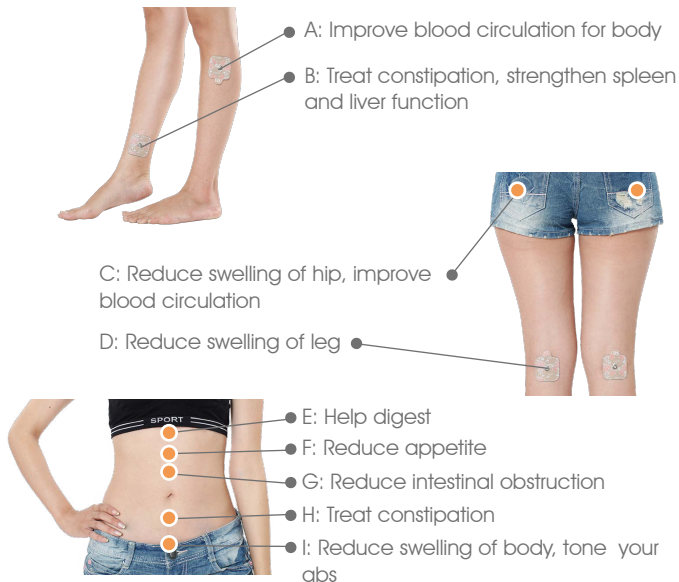 A: Improve blood circulation for body
B: Treat constipation, strengthen spleen
and liver function
C: Reduce swelling of hip, improve
blood circulation
D: Reduce swelling of leg
SPORT
E: Help digest
F: Reduce appetite
G: Reduce intestinal obstruction
H: Treat constipation
I: Reduce swelling of body, tone your
abs